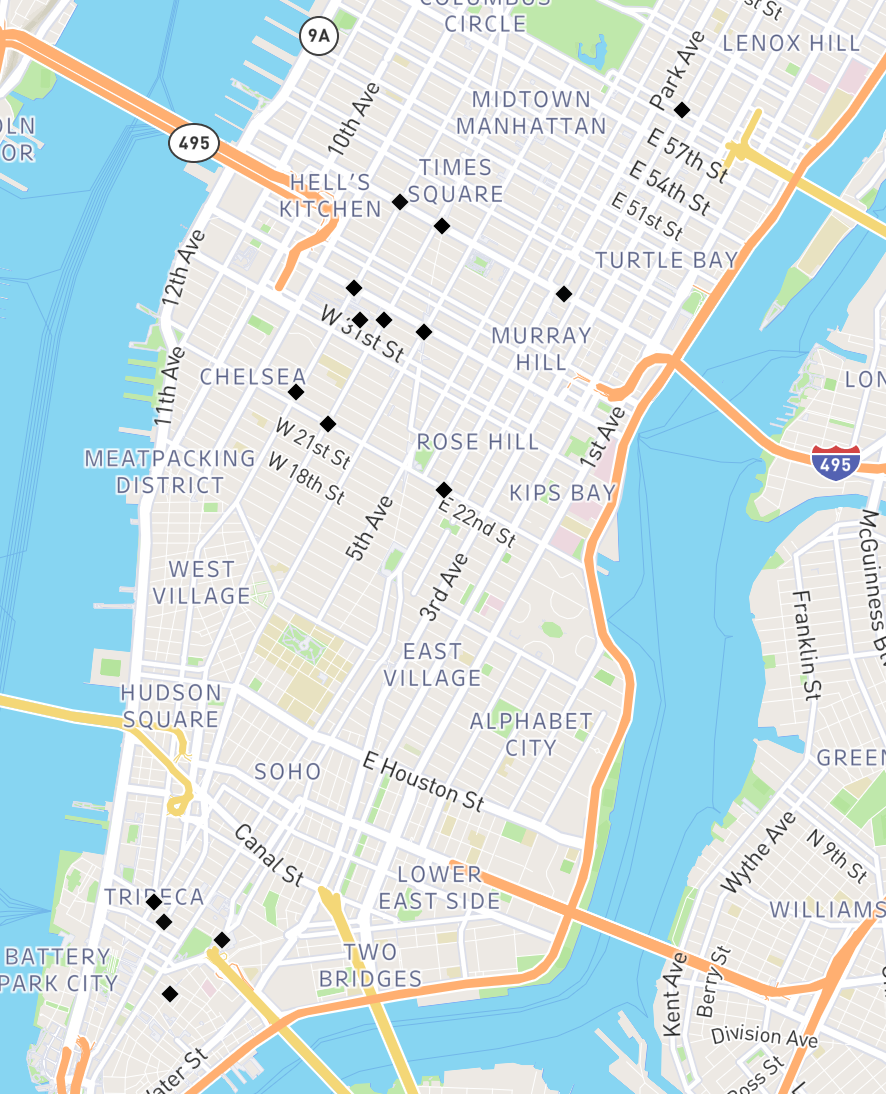 COLUMBUS
CIRCLE
9A
LENOX HILL
Park Ave
10th Ave
MIDTOWN
MANHATTAN
495
E 57th St
TIMES
SQUARE
E 54th St
HELL'S
KITCHEN
E 51st St
TURTLE BAY
12th Ave
W 31st St
MURRAY
HILL
11th Ave
CHELSEA
1st Ave
W 21st St
ROSE HILL
495
MEATPACKING
DISTRICT
W 18th St
KIPS BAY
5th Ave
E 22nd St
3rd Ave
WEST
VILLAGE
Franklin St
EAST
VILLAGE
HUDSON
SQUARE
ALPHABET
CITY
SOHO
E Houston St
Canal St
Wythe Ave
N 9th St
LOWER
EAST SIDE
TRIBECA
WILLIAMS
BATTERY
PARK CITY
TWO
BRIDGES
Kent Ave
Berry St
Division Ave
Water St
Ross St